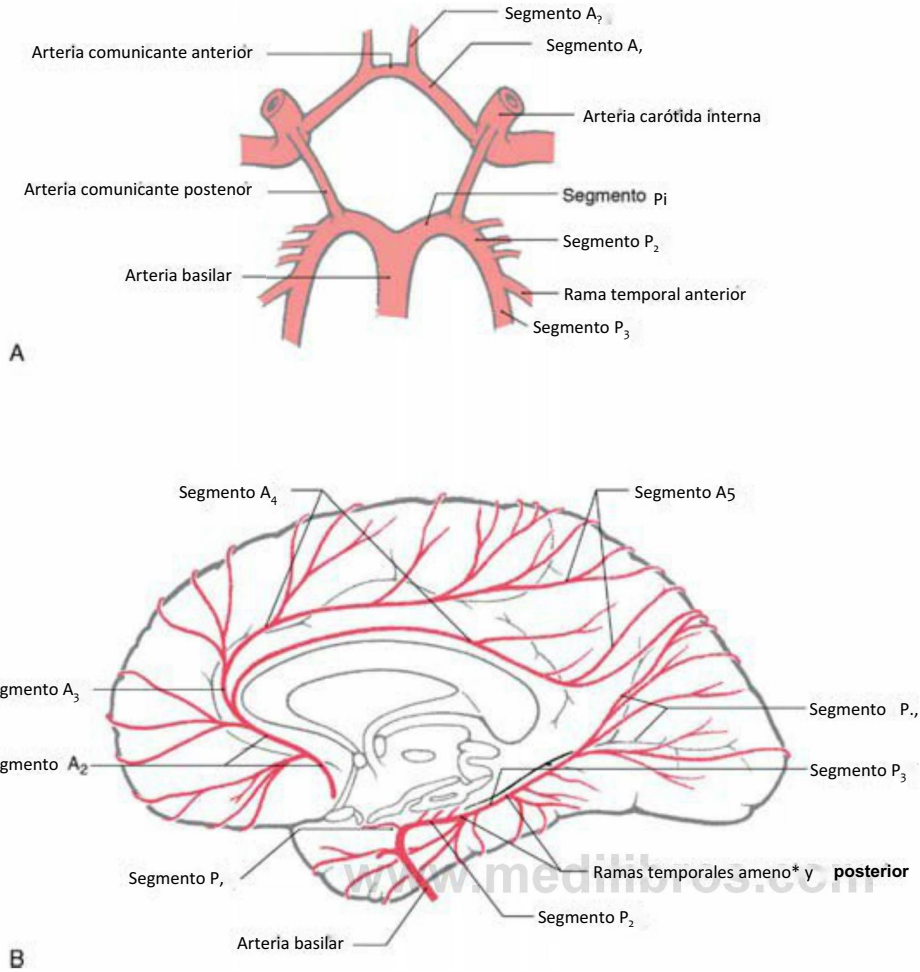 Segmento A?
Segmento A,
Arteria comunicante anterior
Arteria carótida interna
Arteria comunicante postenor
Segmento Pi
Segmento P2
Arteria basilar
Rama temporal anterior
Segmento P3
A
Segmento A4
Segmento A5
gmento A3
Segmento P.,
gmento A2
Segmento P3
Segmento P,
www.medilibros.com
Ramas temporales ameno* y posterior
Segmento P2
Arteria basilar
B